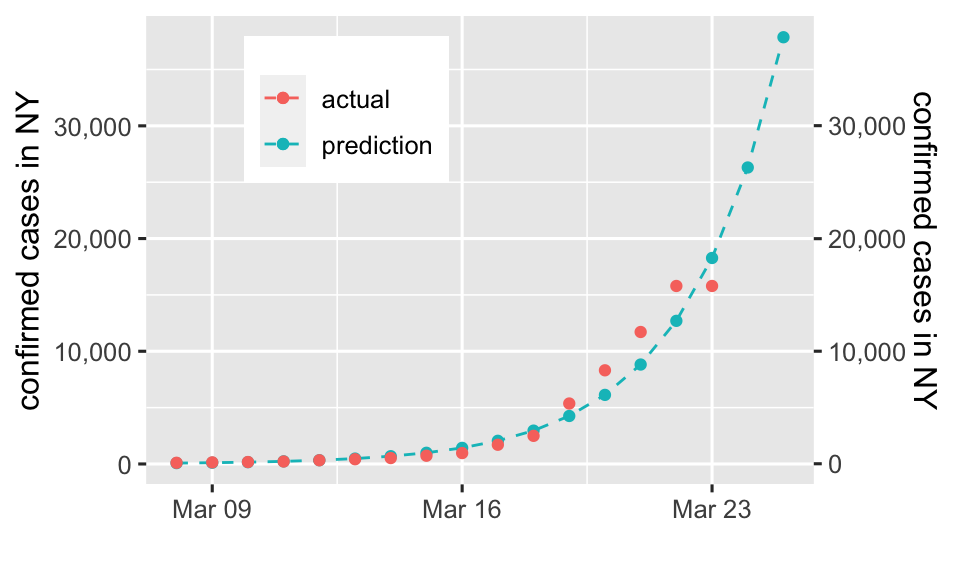 confirmed cases in NY
actual
prediction
30,000
20,000
10,000
0
30,000
20,000
10,000
0
confirmed cases in NY
Mar 09
Mar 16
Mar 23